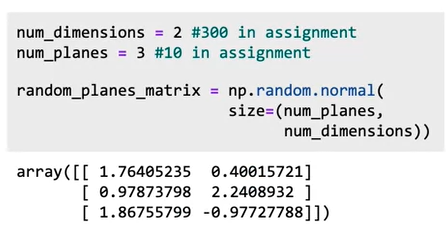 num_dimensions = 2 #300 in assignment
num_planes = 3 #10 in assignment
random_planes_matrix = np.random.normal(
size=(num_planes,
num_dimensions))
array([[ 1.76405235 0.40015721]
[ 0.97873798 2.2408932 ]
[ 1.86755799 -0.97727788]])